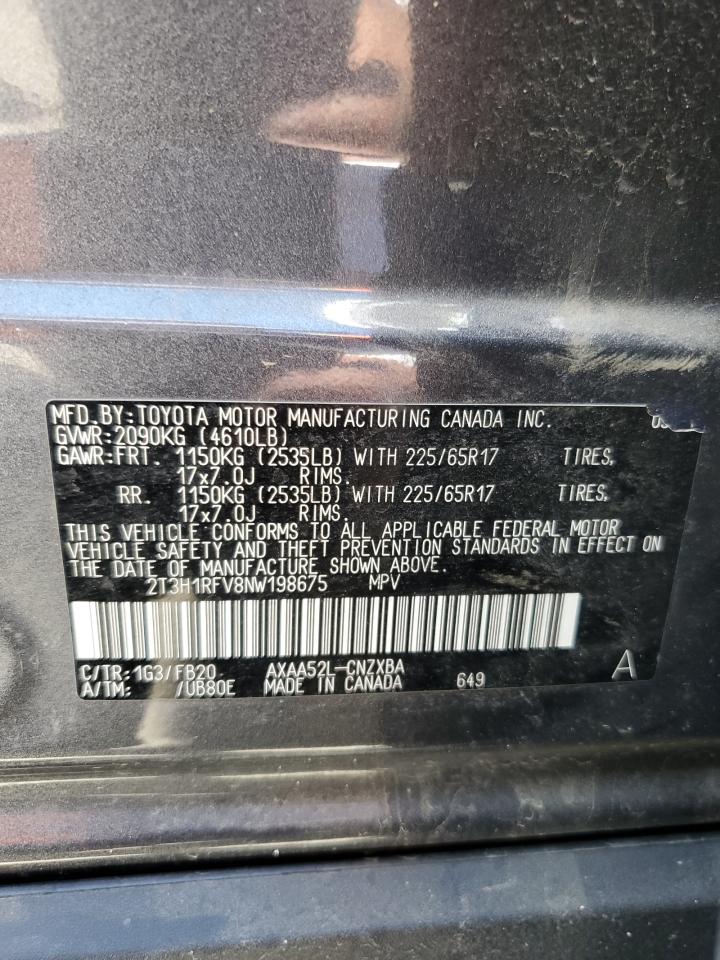 MFD.BY:TOYOTA MOTOR MANUFACTURING CANADA INC.
GVWR:2090KG (4610LB)
GAWR:FRT. 1150KG (2535LB) WITH 225/65R17 TIRES,
17x7.0J RIMS.
RR. 1150KG (2535LB) WITH 225/65R17 TIRES,
17x7.0J RIMS.
THIS VEHICLE CONFORMS TO ALL APPLICABLE FEDERAL MOTOR
VEHICLE SAFETY AND THEFT PREVENTION STANDARDS IN EFFECT ON
THE DATE OF MANUFACTURE SHOWN ABOVE.
2T3H1RFV8NW198675 MPV
C/TR:1G3/FB20 AXAA52L-CNZXBA
A/TM: /UB80E MADE IN CANADA 649 A